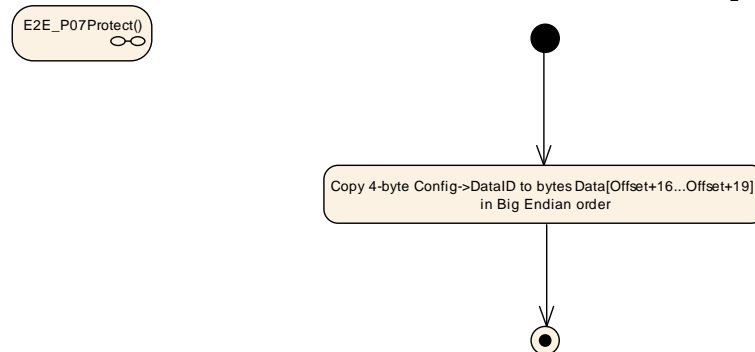 E2E_P07Protect()
Copy 4-byte Config->DataID to bytes Data[Offset+16...Offset+19]
in Big Endian order